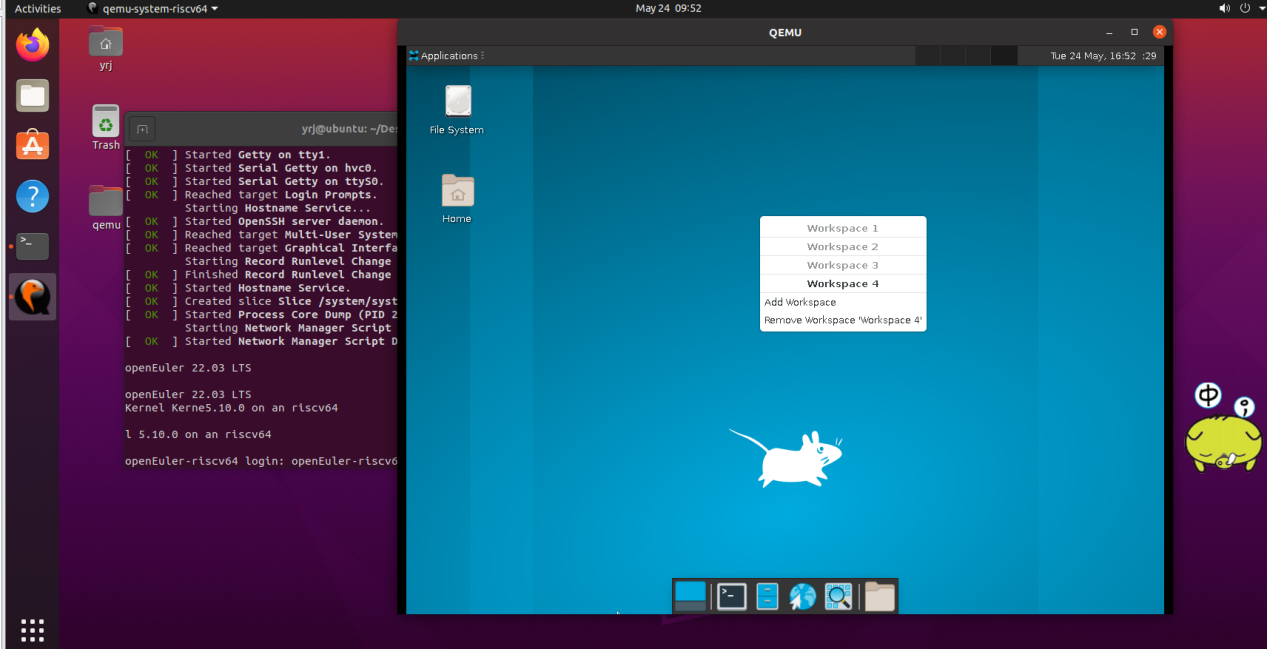 Activities
qemu-system-riscv64
May 24 09:52
yrj
Trash
qemu
yrj@ubuntu: ~/De
[  OK  ] Started Getty on tty1.
[  OK  ] Started Serial Getty on hvc0.
[  OK  ] Started Serial Getty on ttyS0.
[  OK  ] Reached target Login Prompts.
Starting Hostname Service...
[  OK  ] Started OpenSSH server daemon.
[  OK  ] Reached target Multi-User System
[  OK  ] Reached target Graphical Interfa
Starting Record Runlevel Change
[  OK  ] Finished Record Runlevel Change
[  OK  ] Started Hostname Service.
[  OK  ] Created slice Slice /system/syst
[  OK  ] Started Process Core Dump (PID 2
Starting Network Manager Script
[  OK  ] Started Network Manager Script D
openEuler 22.03 LTS
openEuler 22.03 LTS
Kernel Kerne5.10.0 on an riscv64
l 5.10.0 on an riscv64
openEuler-riscv64 login: openEuler-riscv6
QEMU
Applications
Tue 24 May, 16:52 :29
File System
Home
Workspace 1
Workspace 2
Workspace 3
Workspace 4
Add Workspace
Remove Workspace 'Workspace 4'
中
;